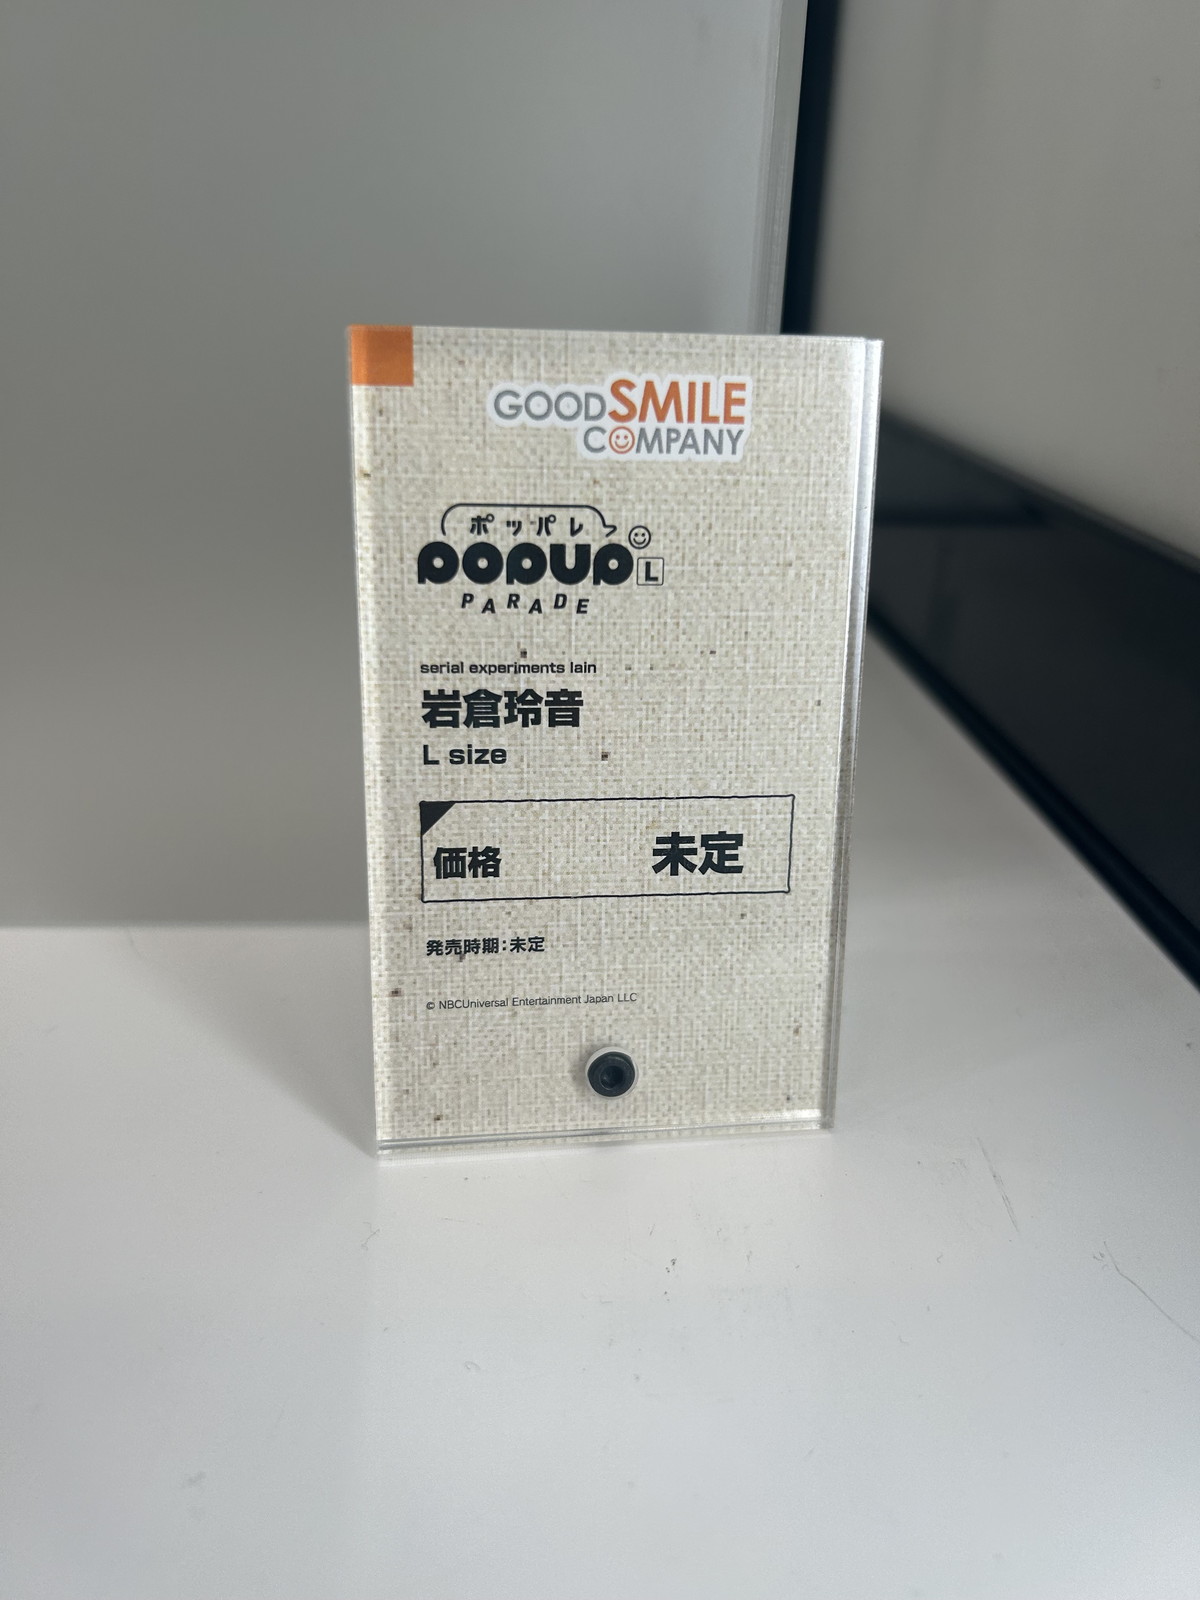 GOOD SMILE
COMPANY
ポッパレ
POPUP L
PARADE
serial experiments lain
岩倉玲音
L size
価格 未定
発売時期：未定
© NBCUniversal Entertainment Japan LLC